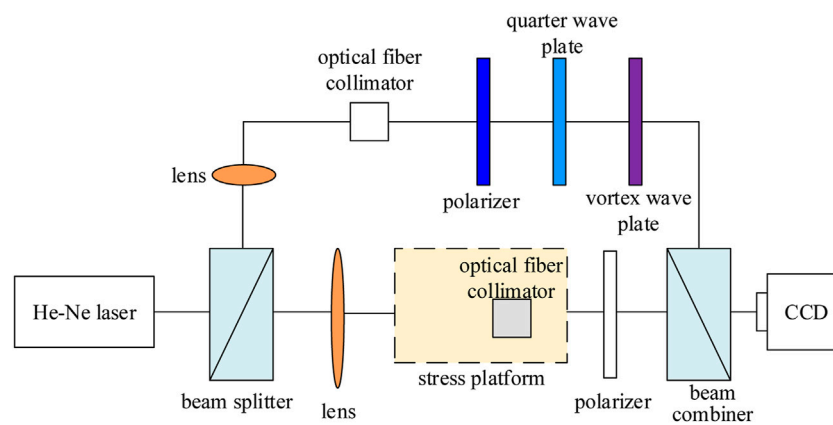 quarter wave
plate
optical fiber
collimator
lens
polarizer
vortex wave
plate
He-Ne laser
optical fiber
collimator
CCD
beam splitter
lens
stress platform
polarizer
beam
combiner